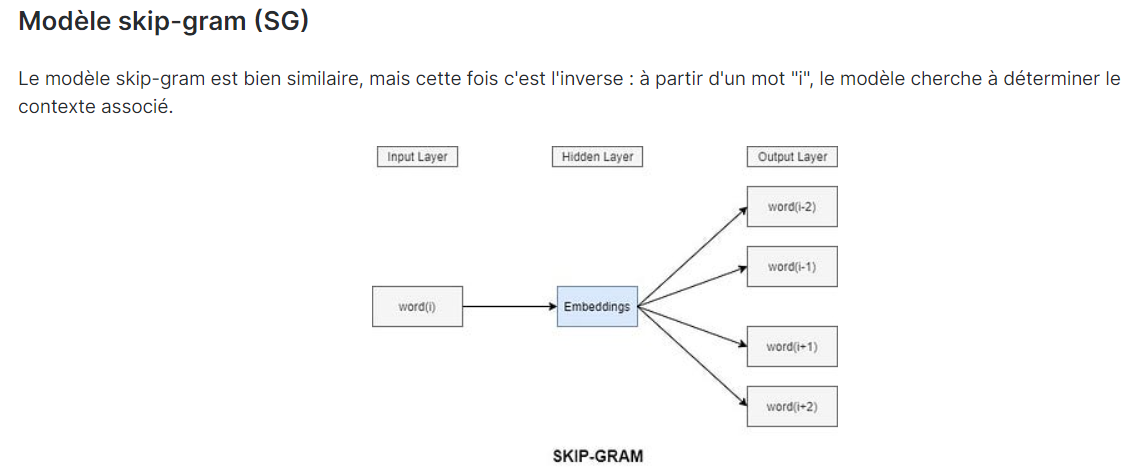 Modèle skip-gram (SG)
Le modèle skip-gram est bien similaire, mais cette fois c'est l'inverse : à partir d'un mot "i", le modèle cherche à déterminer le
contexte associé.
Input Layer
Hidden Layer
Output Layer
word(i-2)
word(i-1)
word(i)
Embeddings
word(i+1)
word(i+2)
SKIP-GRAM